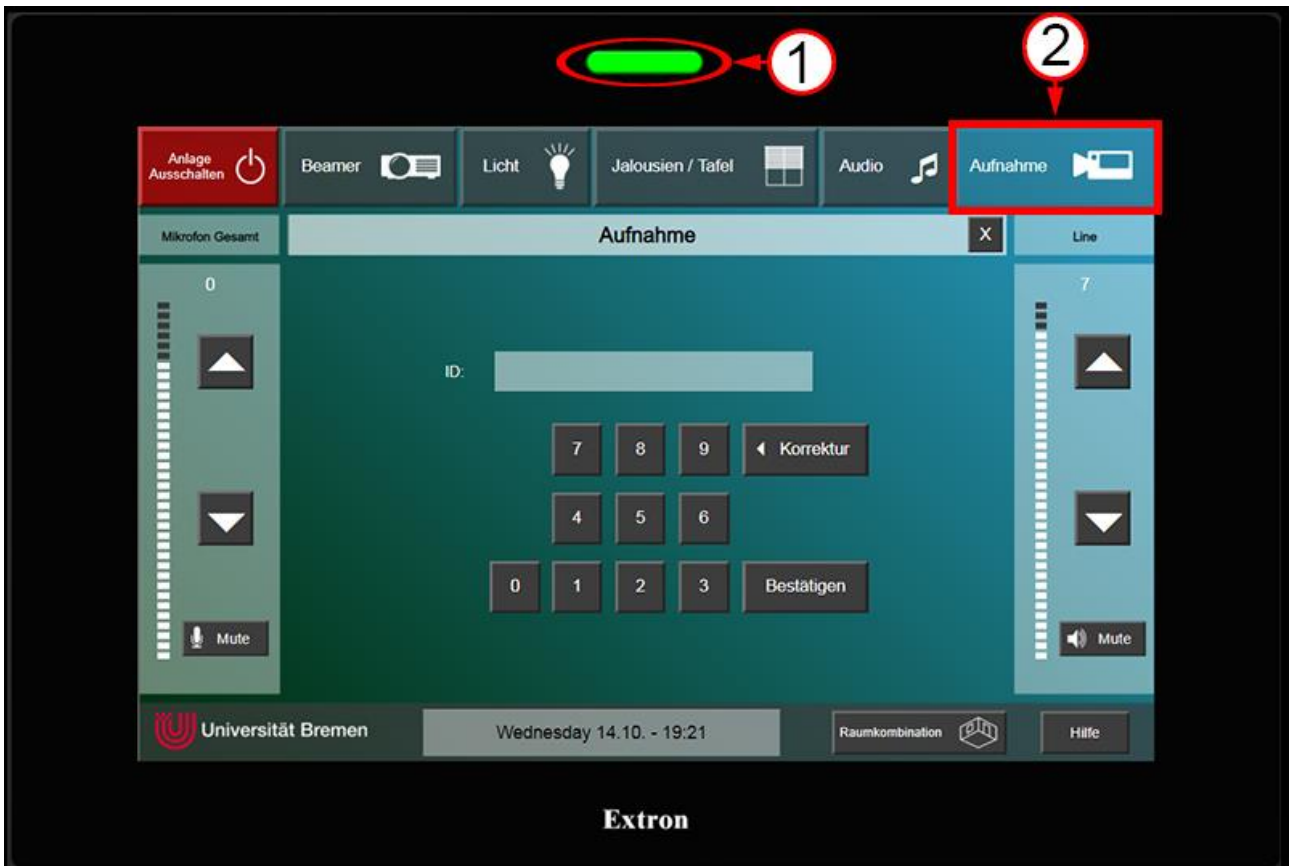 1
2
Anlage
Ausschalten
Beamer
Licht
Jalousien / Tafel
Audio
Aufnahme
Mikrofon Gesamt
Aufnahme
X
Line
0
7
ID:
7 8 9 Korrektur
4 5 6
0 1 2 3 Bestätigen
Mute
Mute
Universität Bremen
Wednesday 14.10. - 19:21
Raumkombination
Hilfe
Extron